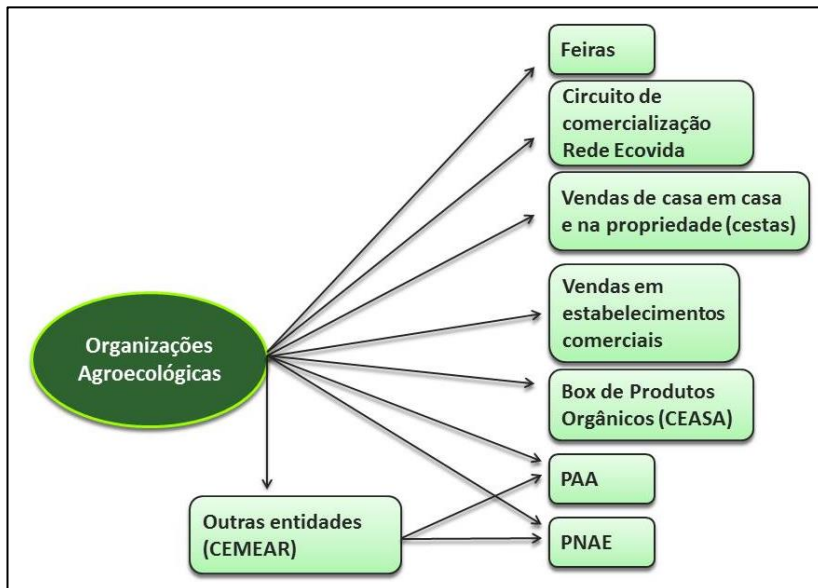 Feiras
Circuito de
comercialização
Rede Ecovida
Vendas de casa em casa
e na propriedade (cestas)
Vendas em
estabelecimentos
comerciais
Organizações
Agroecológicas
Box de Produtos
Orgânicos (CEASA)
PAA
Outras entidades
(CEMEAR)
PNAE